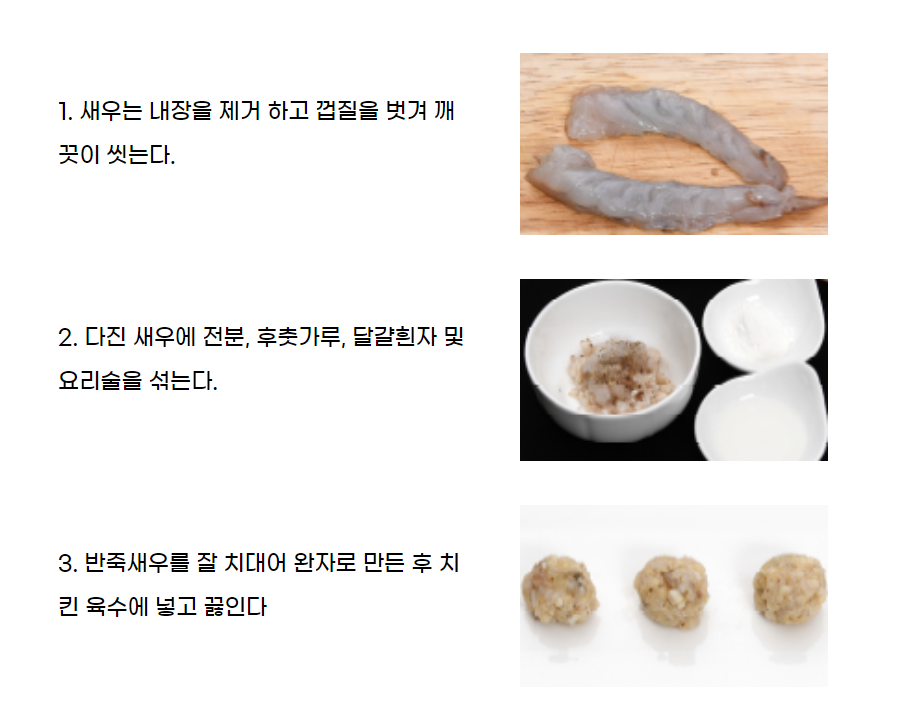 1. 새우는 내장을 제거 하고 껍질을 벗겨 깨
끗이 씻는다.
2. 다진 새우에 전분, 후춧가루, 달걀흰자 및
요리술을 섞는다.
3. 반죽새우를 잘 치대어 완자로 만든 후 치
킨 육수에 넣고 끓인다